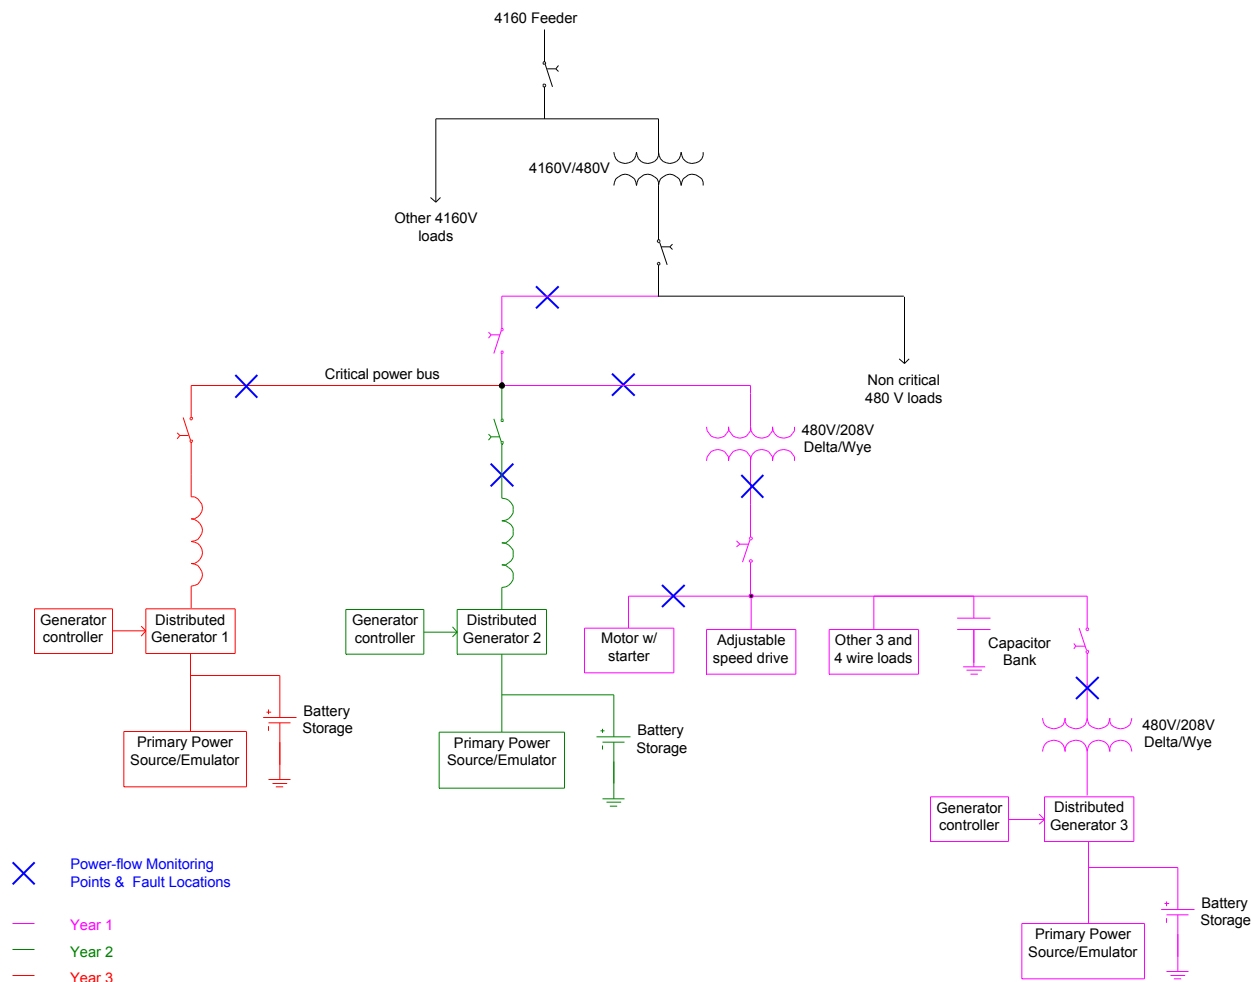 4160 Feeder
4160V/480V
Other 4160V
loads
Non critical
480 V loads
Critical power bus
480V/208V
Delta/Wye
Generator
controller
Distributed
Generator 1
Generator
controller
Distributed
Generator 2
Motor w/
starter
Adjustable
speed drive
Other 3 and
4 wire loads
Capacitor
Bank
+
-
Battery
Storage
Primary Power
Source/Emulator
+
-
Battery
Storage
Primary Power
Source/Emulator
480V/208V
Delta/Wye
Generator
controller
Distributed
Generator 3
+
-
Battery
Storage
Primary Power
Source/Emulator
Power-flow Monitoring
Points & Fault Locations
Year 1
Year 2
Year 3